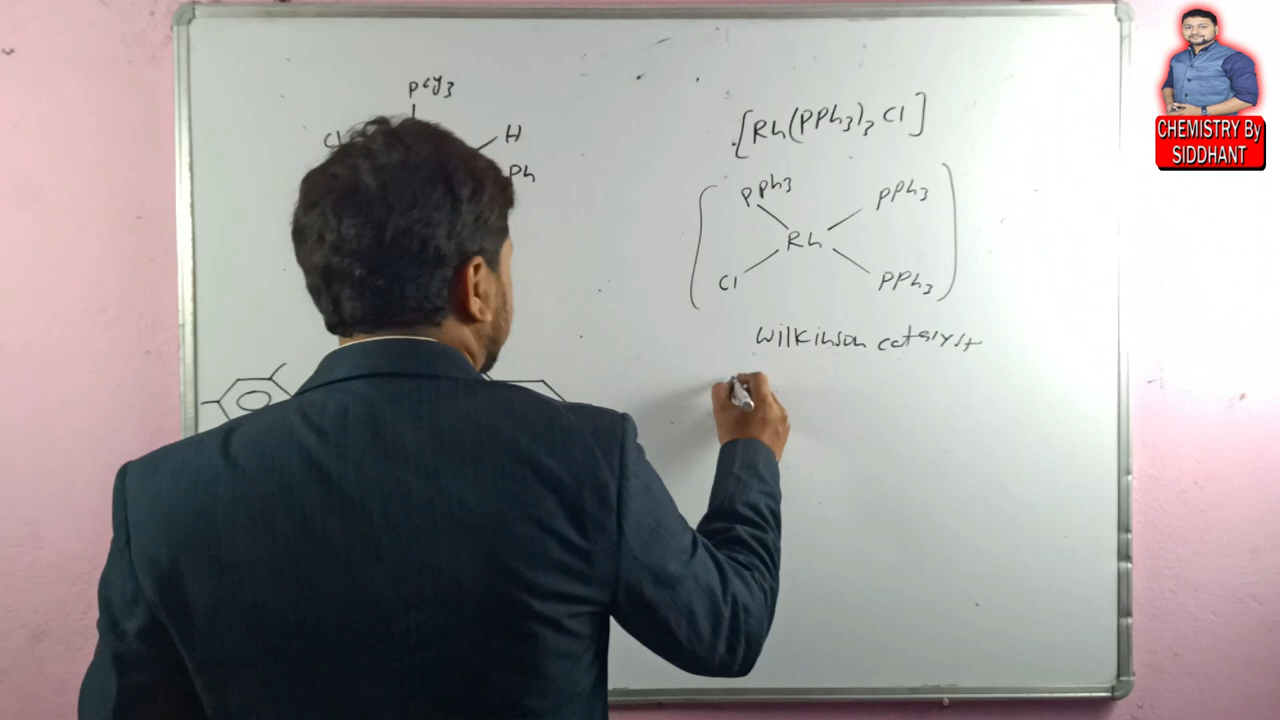 PCy3
Cl
H
Ph
[Rh(PPh3)3 Cl]
PPh3 PPh3
Rh
Cl PPh3
Wilkinson catalyst
CHEMISTRY By
SIDDHANT